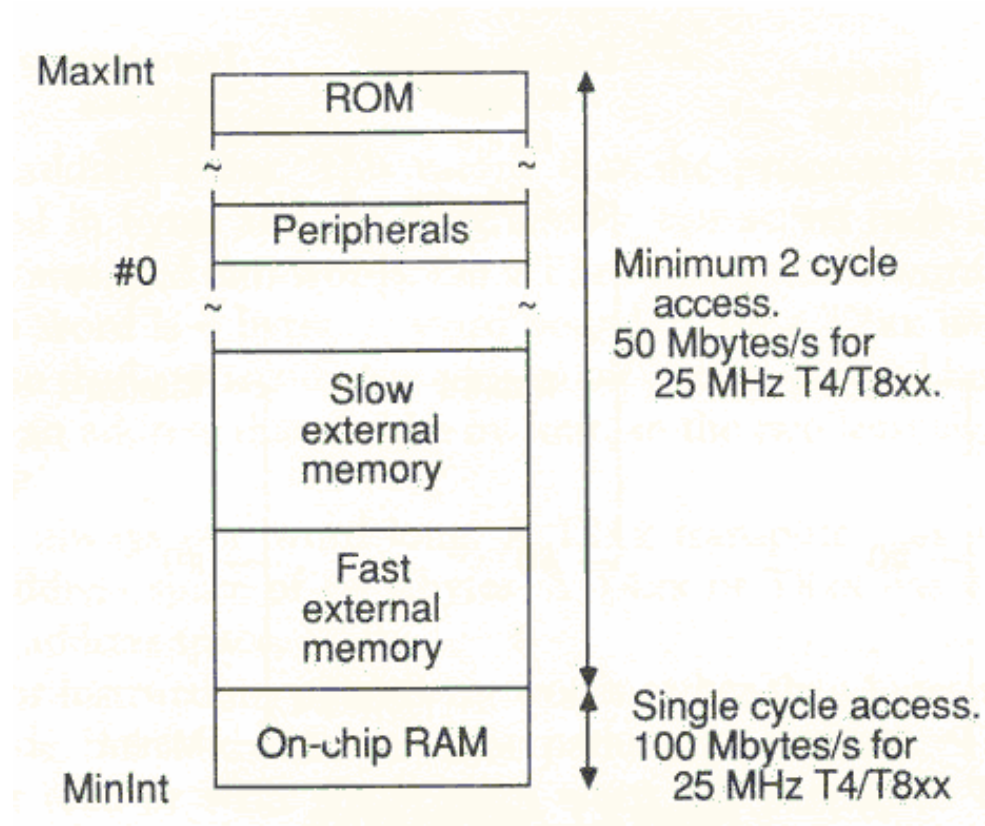 MaxInt
ROM
~ ~
Peripherals
#0
~ ~
Slow
external
memory
Fast
external
memory
On-chip RAM
MinInt
Minimum 2 cycle
access.
50 Mbytes/s for
25 MHz T4/T8xx.
Single cycle access.
100 Mbytes/s for
25 MHz T4/T8xx